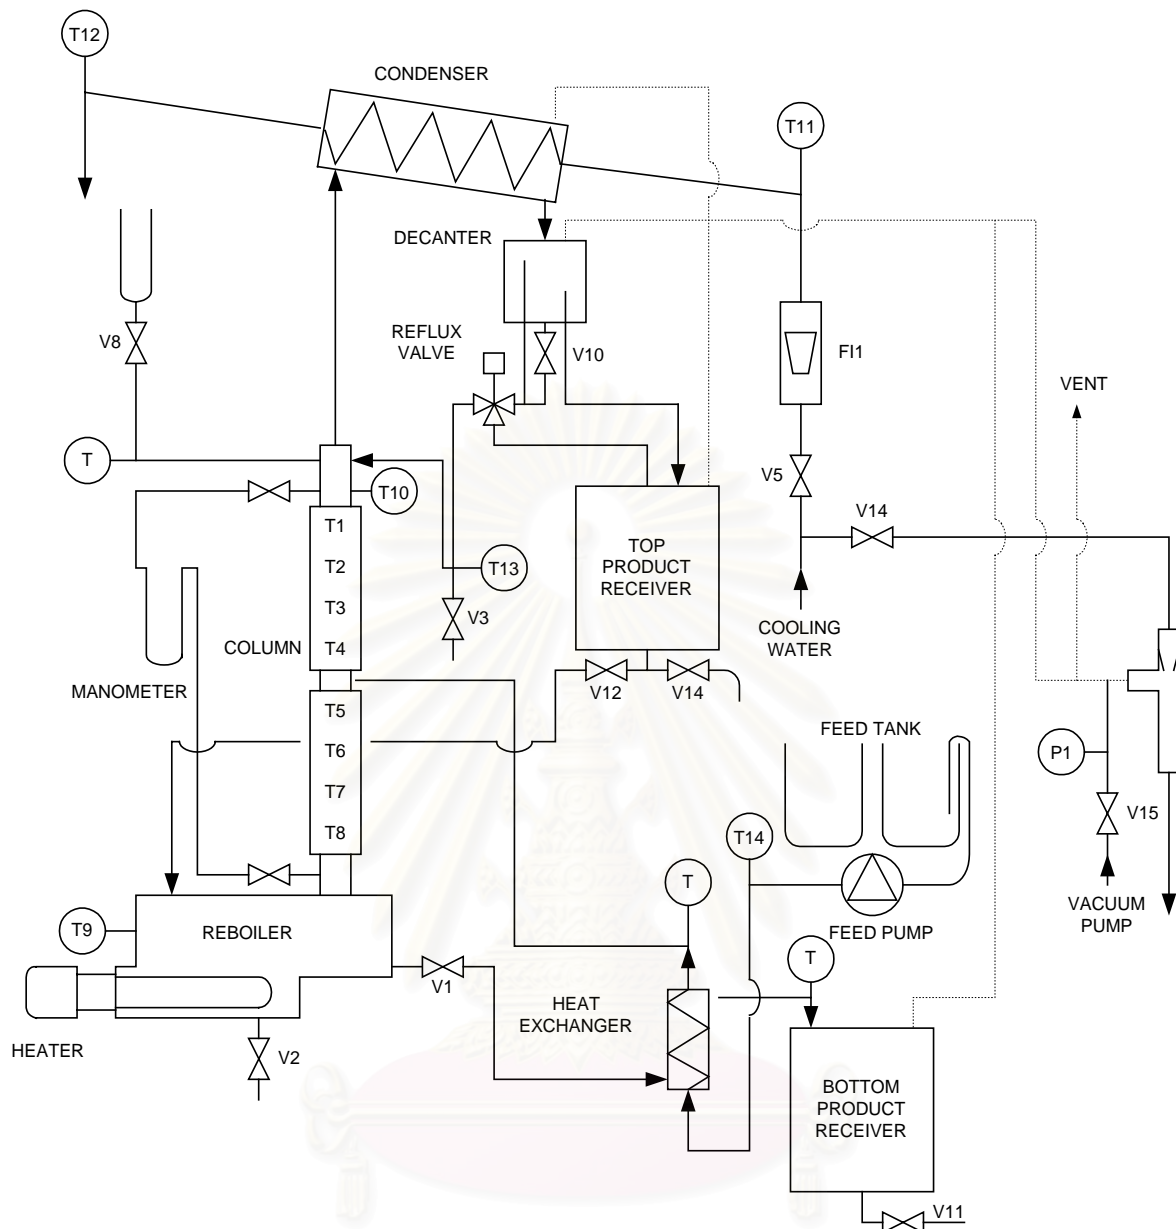 T12
CONDENSER
T11
DECANTER
REFLUX
VALVE
V8
V10
FI1
VENT
T
T10
V5
V14
T1
T2
T3
T4
T13
TOP
PRODUCT
RECEIVER
V3
COOLING
WATER
COLUMN
MANOMETER
V12
V14
T5
T6
T7
T8
FEED TANK
P1
V15
T14
T
VACUUM
PUMP
T9
REBOILER
FEED PUMP
T
V1
HEAT
EXCHANGER
HEATER
V2
BOTTOM
PRODUCT
RECEIVER
V11